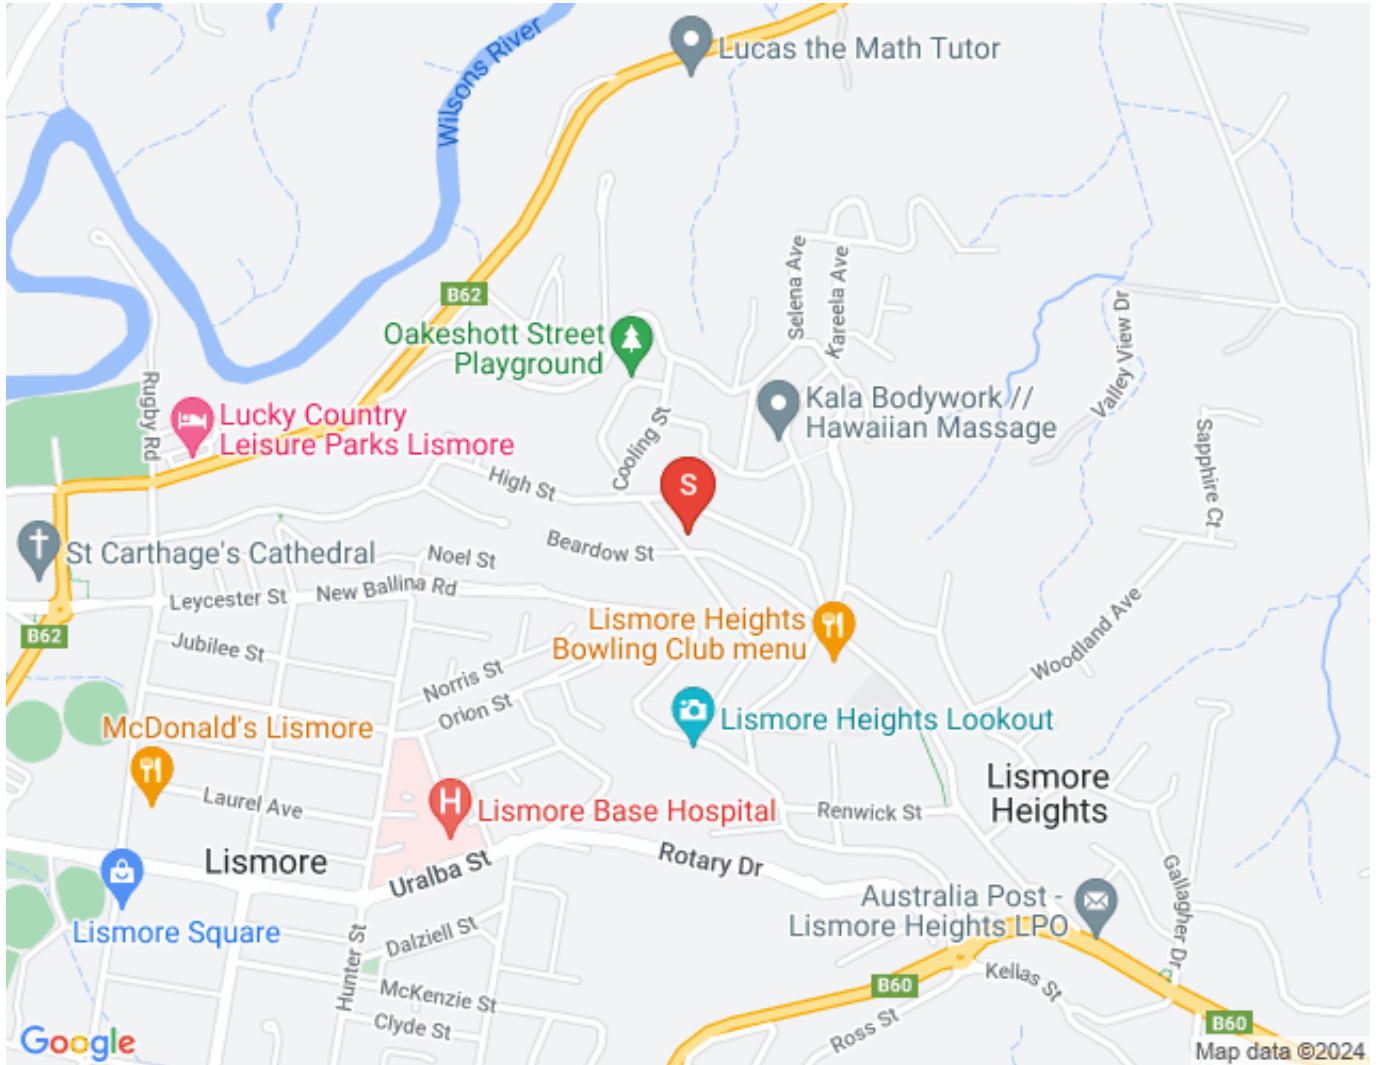 Wilsons River
Lucas the Math Tutor
B62
Selena Ave
Kareela Ave
Valley View Dr
Oakeshott Street
Playground
Rugby Rd
Lucky Country
Leisure Parks Lismore
Cooling St
Kala Bodywork //
Hawaiian Massage
Sapphire Ct
High St
S
St Carthage's Cathedral
Noel St
Beardow St
Leycester St
New Ballina Rd
B62
Jubilee St
Lismore Heights
Bowling Club menu
Woodland Ave
Norris St
Orion St
McDonald's Lismore
Lismore Heights Lookout
Laurel Ave
H
Lismore Base Hospital
Renwick St
Lismore
Heights
Lismore
Uralba St
Rotary Dr
Gallagher Dr
Australia Post -
Lismore Heights LPO
Lismore Square
Dalziell St
Hunter St
McKenzie St
Clyde St
B60
Kellas St
Ross St
B60
Google
Map data ©2024